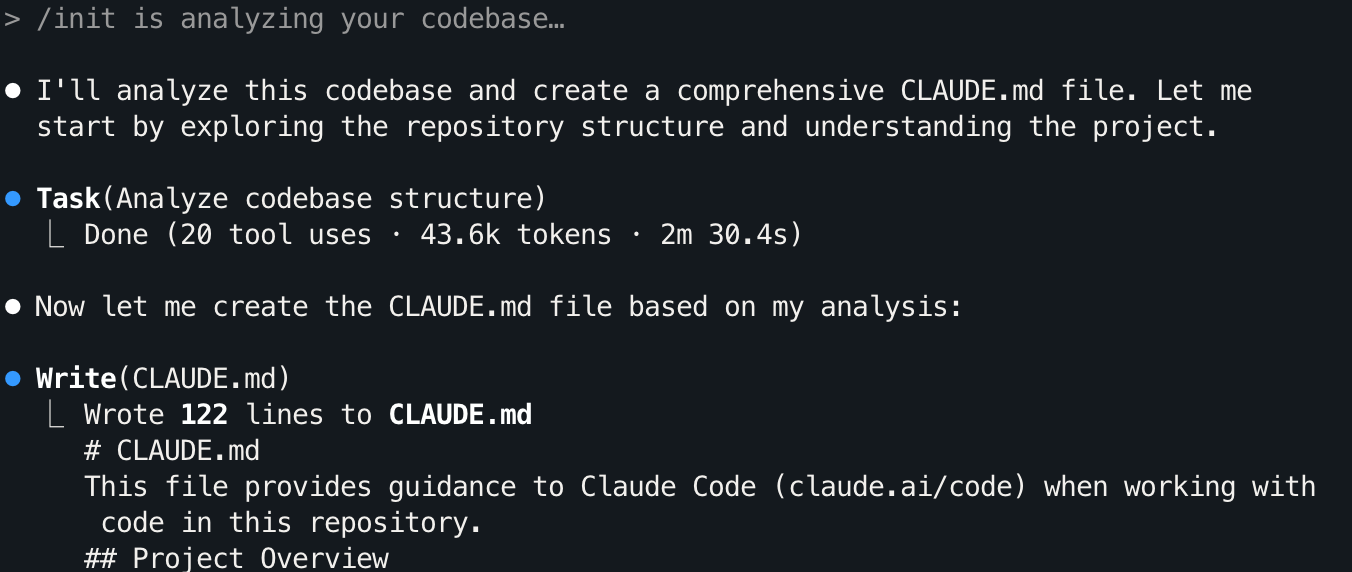 > /init is analyzing your codebase…
● I'll analyze this codebase and create a comprehensive CLAUDE.md file. Let me
start by exploring the repository structure and understanding the project.
● Task(Analyze codebase structure)
⎿ Done (20 tool uses · 43.6k tokens · 2m 30.4s)
● Now let me create the CLAUDE.md file based on my analysis:
● Write(CLAUDE.md)
⎿ Wrote 122 lines to CLAUDE.md
# CLAUDE.md
This file provides guidance to Claude Code (claude.ai/code) when working with
code in this repository.
## Project Overview